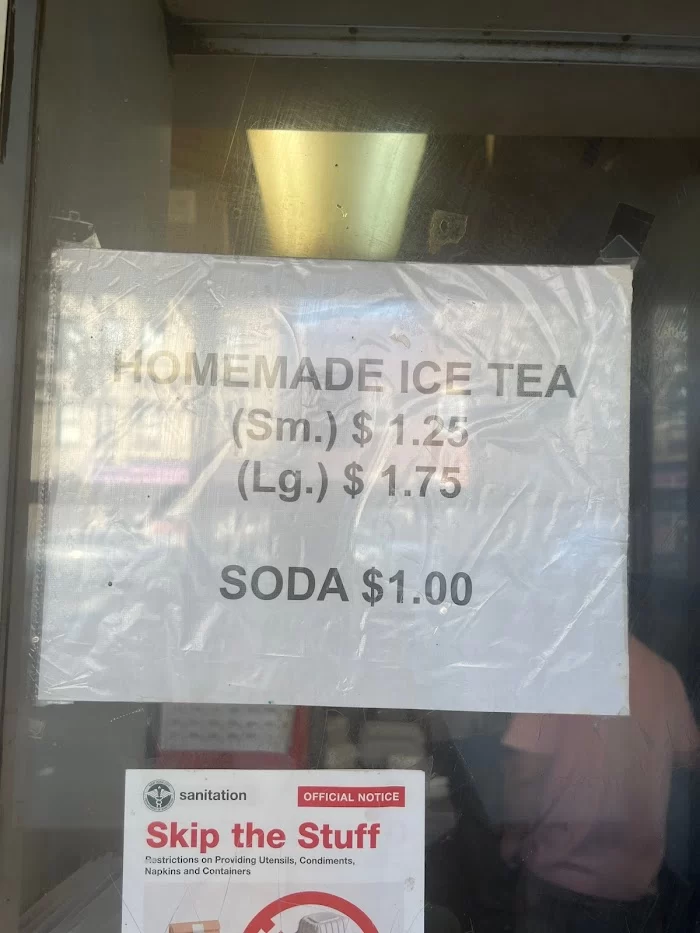 HOMEMADE ICE TEA
(Sm.) $ 1.25
(Lg.) $ 1.75
SODA $1.00
sanitation
OFFICIAL NOTICE
Skip the Stuff
Restrictions on Providing Utensils, Condiments,
Napkins and Containers